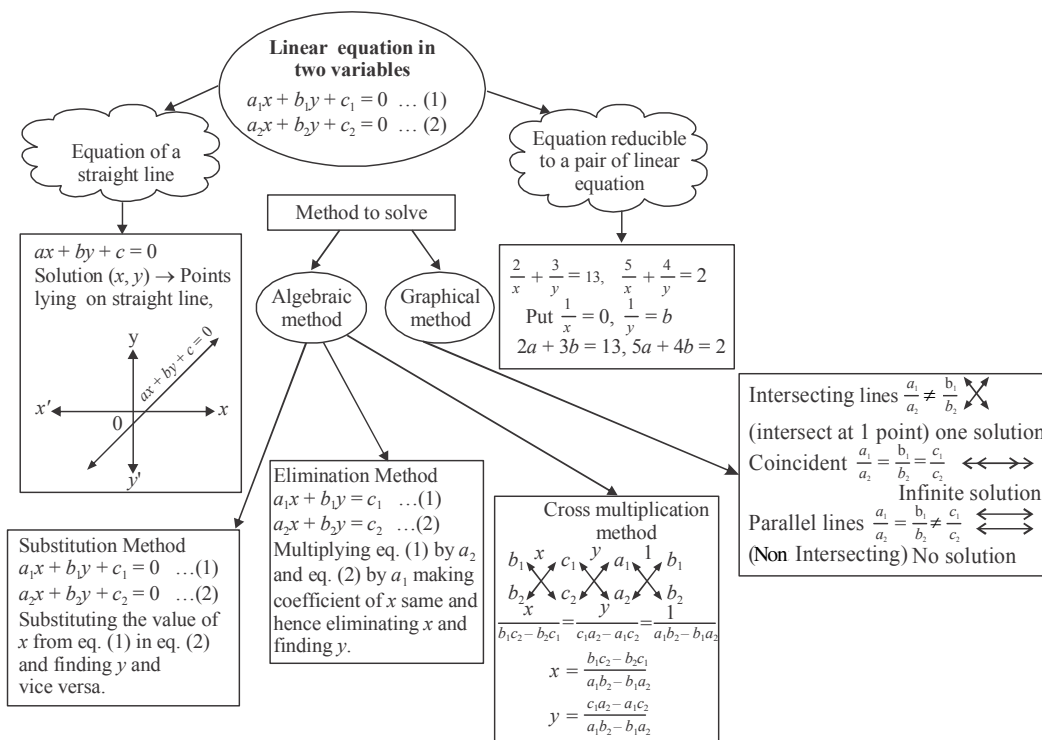 Linear equation in
two variables
a₁x + b₁y + c₁ = 0 … (1)
a₂x + b₂y + c₂ = 0 … (2)
Equation of a
straight line
Equation reducible
to a pair of linear
equation
Method to solve
ax + by + c = 0
Solution (x, y) → Points
lying on straight line,
y
ax + by + c = 0
x′
0
x
y′
Algebraic
method
Graphical
method
2/x + 3/y = 13, 5/x + 4/y = 2
Put 1/x = 0, 1/y = b
2a + 3b = 13, 5a + 4b = 2
Substitution Method
a₁x + b₁y + c₁ = 0 …(1)
a₂x + b₂y + c₂ = 0 …(2)
Substituting the value of
x from eq. (1) in eq. (2)
and finding y and
vice versa.
Elimination Method
a₁x + b₁y = c₁ …(1)
a₂x + b₂y = c₂ …(2)
Multiplying eq. (1) by a₂
and eq. (2) by a₁ making
coefficient of x same and
hence eliminating x and
finding y.
Cross multiplication
method
x y 1
b₁ c₁ a₁ b₁
b₂ c₂ a₂ b₂
x/(b₁c₂ – b₂c₁) = y/(c₁a₂ – a₁c₂) = 1/(a₁b₂ – b₁a₂)
x = (b₁c₂ – b₂c₁)/(a₁b₂ – b₁a₂)
y = (c₁a₂ – a₁c₂)/(a₁b₂ – b₁a₂)
Intersecting lines a₁/a₂ ≠ b₁/b₂
(intersect at 1 point) one solution
Coincident a₁/a₂ = b₁/b₂ = c₁/c₂
Infinite solution
Parallel lines a₁/a₂ = b₁/b₂ ≠ c₁/c₂
(Non Intersecting) No solution